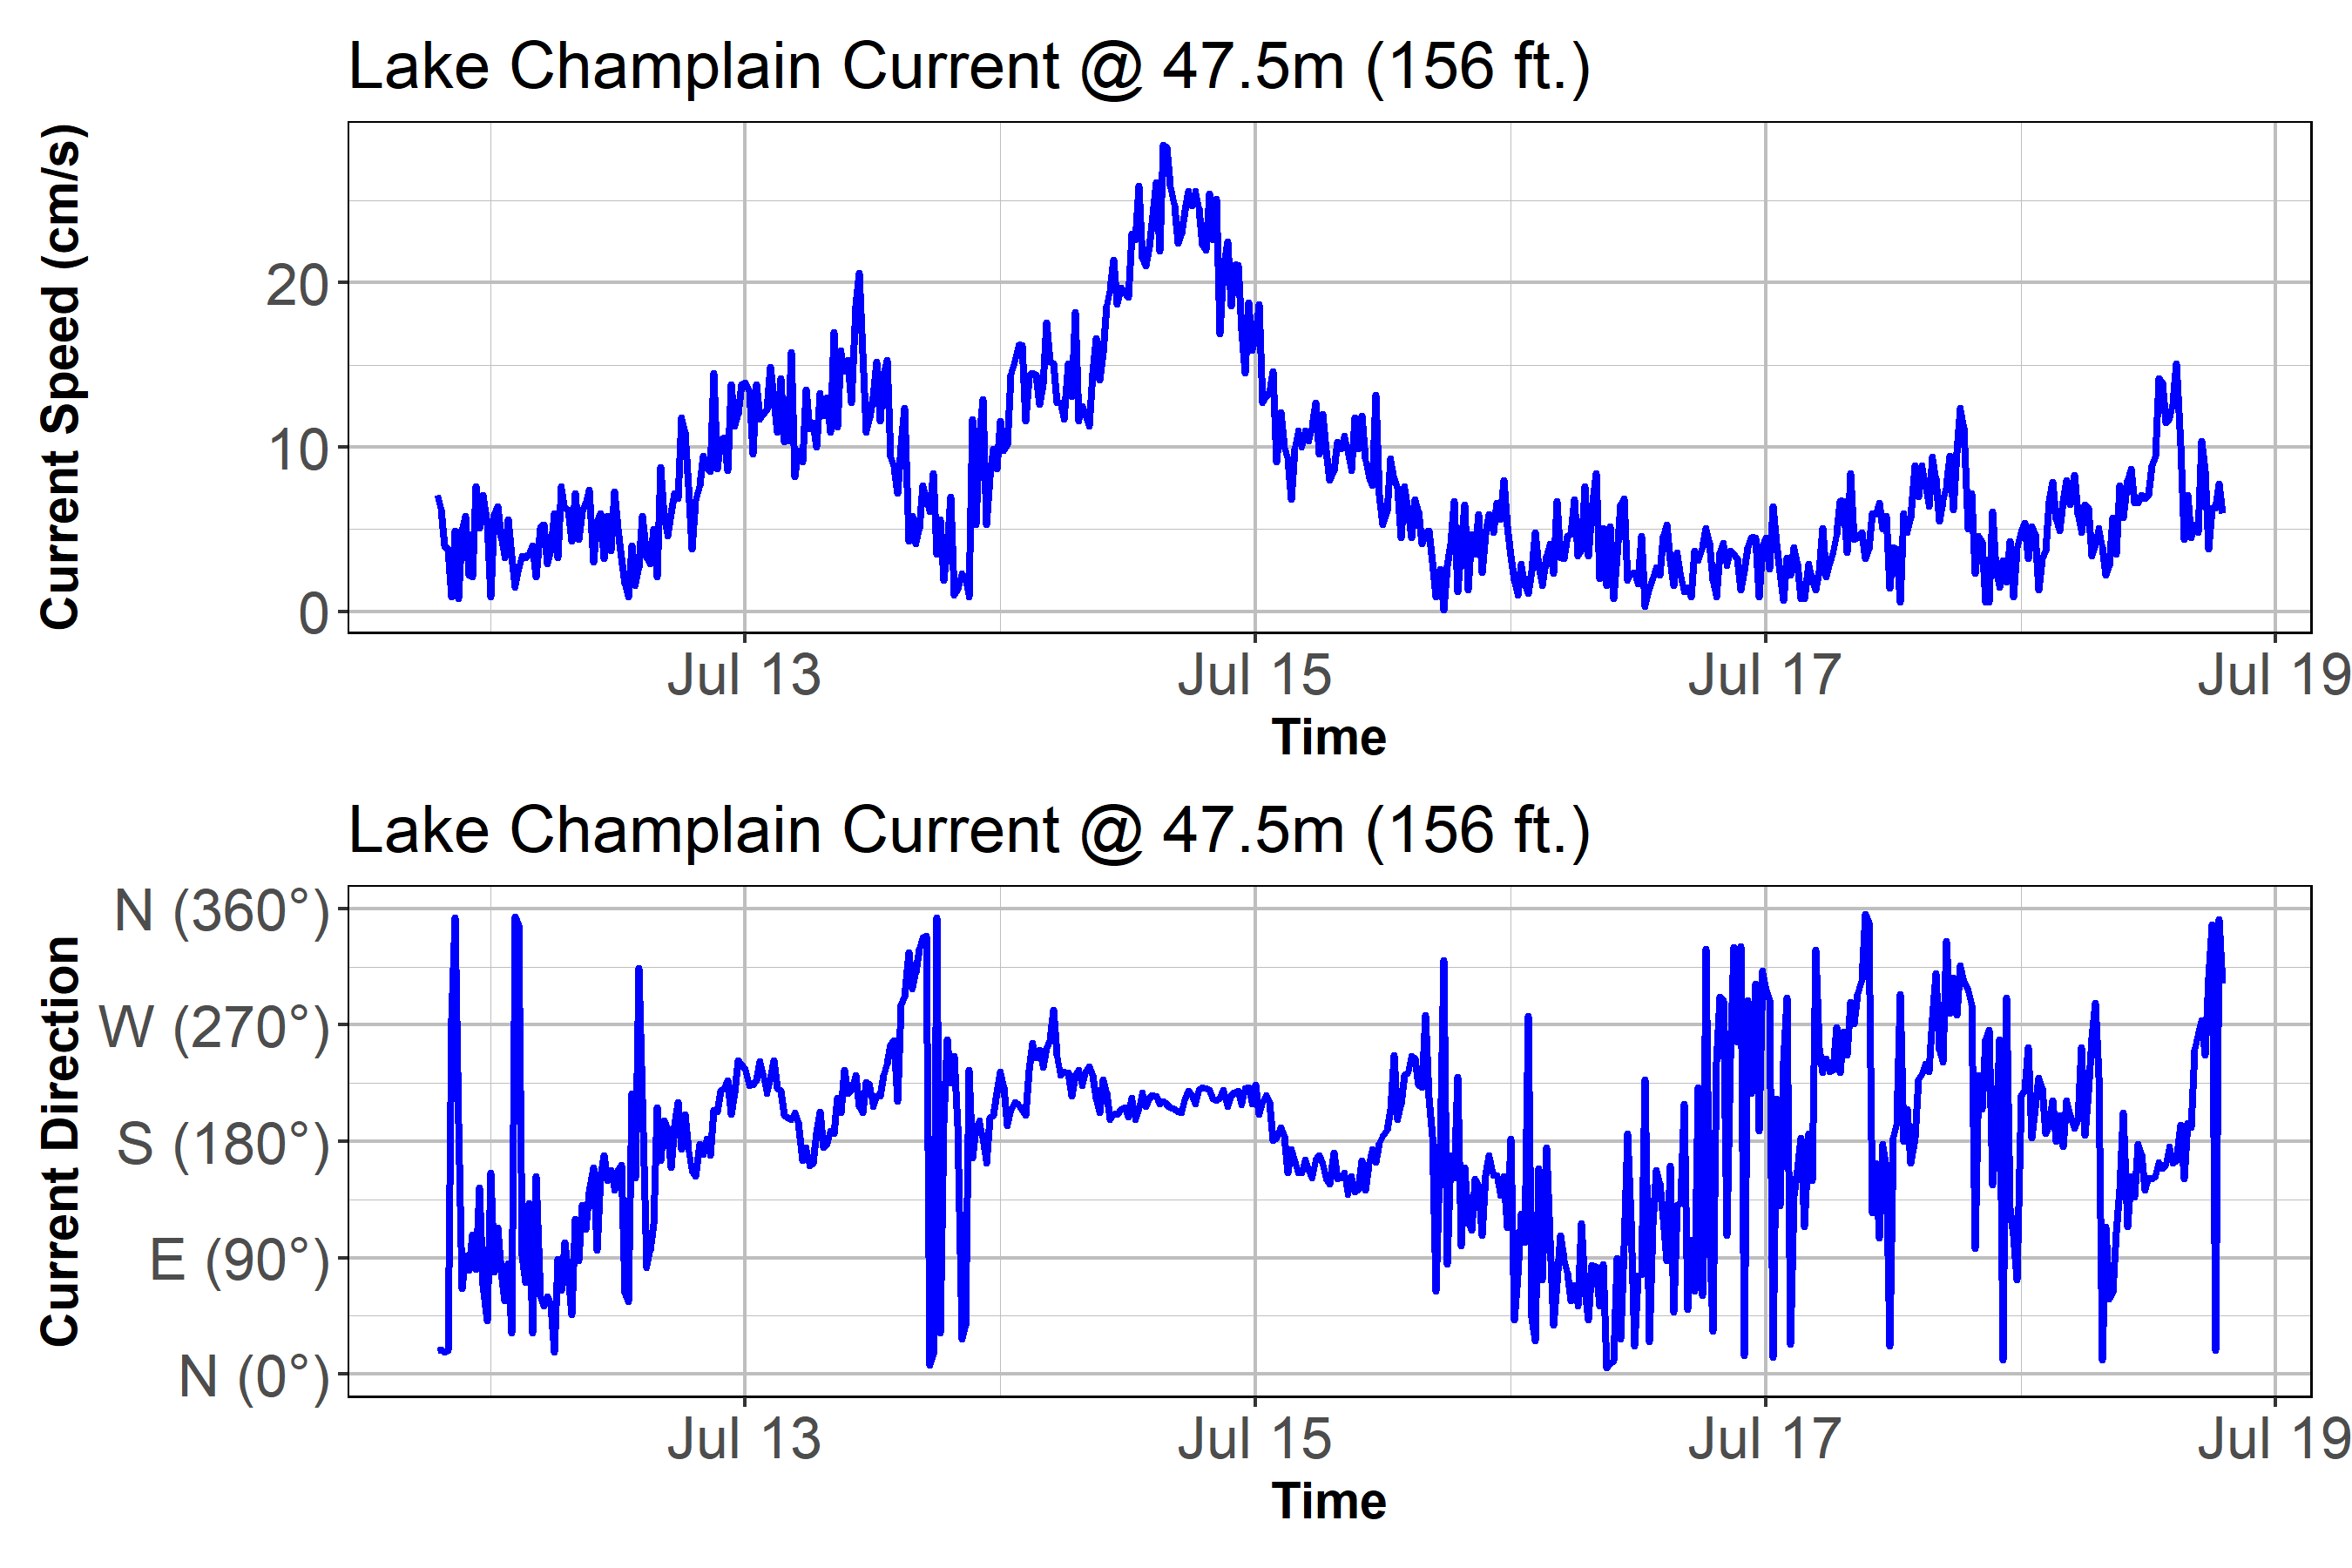 Lake Champlain Current @ 47.5m (156 ft.)
Current Speed (cm/s)
20
10
0
Jul 13 Jul 15 Jul 17 Jul 19
Time
Lake Champlain Current @ 47.5m (156 ft.)
Current Direction
N (360°)
W (270°)
S (180°)
E (90°)
N (0°)
Jul 13 Jul 15 Jul 17 Jul 19
Time